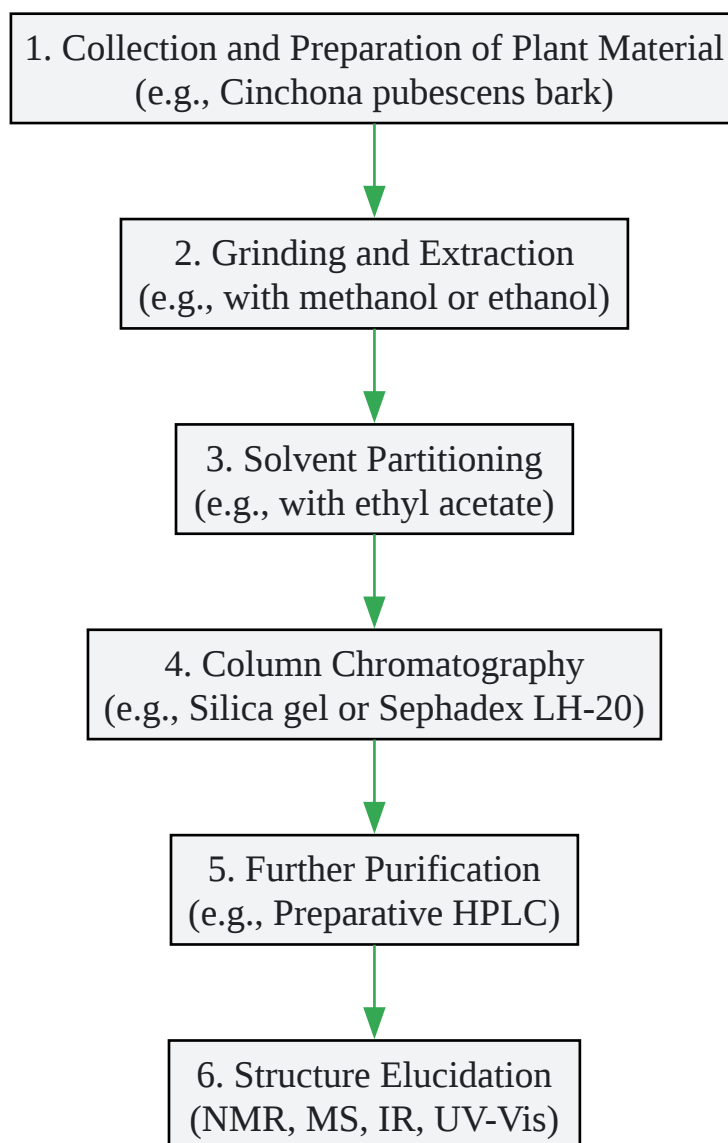 1. Collection and Preparation of Plant Material
(e.g., Cinchona pubescens bark)
2. Grinding and Extraction
(e.g., with methanol or ethanol)
3. Solvent Partitioning
(e.g., with ethyl acetate)
4. Column Chromatography
(e.g., Silica gel or Sephadex LH-20)
5. Further Purification
(e.g., Preparative HPLC)
6. Structure Elucidation
(NMR, MS, IR, UV-Vis)